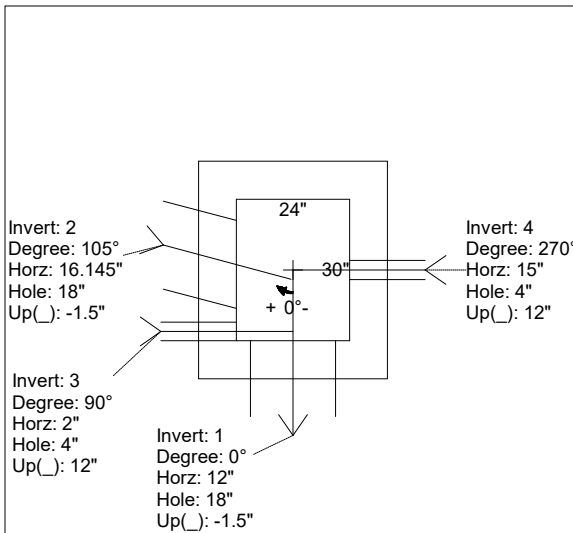 24"
Invert: 2
Degree: 105°
Horz: 16.145"
Hole: 18"
Up(_): -1.5"
Invert: 4
Degree: 270°
Horz: 15"
Hole: 4"
Up(_): 12"
30"
+ 0°-
Invert: 3
Degree: 90°
Horz: 2"
Hole: 4"
Up(_): 12"
Invert: 1
Degree: 0°
Horz: 12"
Hole: 18"
Up(_): -1.5"